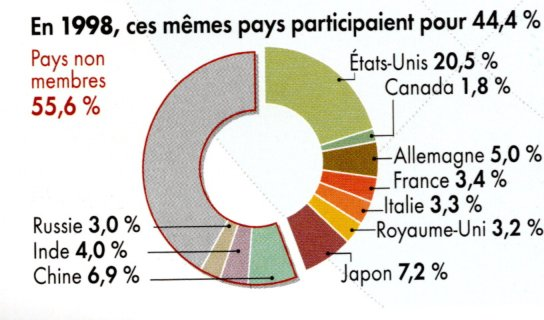 En 1998, ces mêmes pays participaient pour 44,4 %
Pays non
membres
55,6 %
États-Unis 20,5 %
Canada 1,8 %
Allemagne 5,0 %
France 3,4 %
Italie 3,3 %
Royaume-Uni 3,2 %
Japon 7,2 %
Russie 3,0 %
Inde 4,0 %
Chine 6,9 %